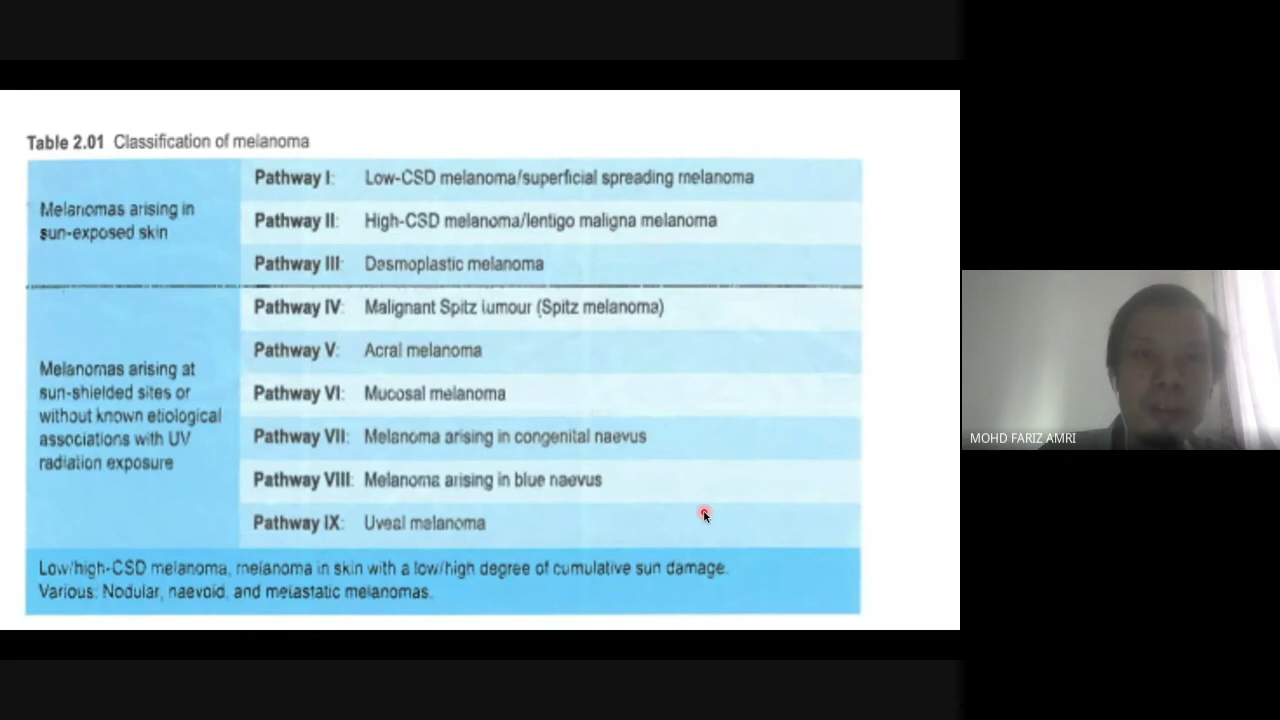 Table 2.01 Classification of melanoma
Melanomas arising in
sun-exposed skin
Pathway I: Low-CSD melanoma/superficial spreading melanoma
Pathway II: High-CSD melanoma/lentigo maligna melanoma
Pathway III: Desmoplastic melanoma
Melanomas arising at
sun-shielded sites or
without known etiological
associations with UV
radiation exposure
Pathway IV: Malignant Spitz tumour (Spitz melanoma)
Pathway V: Acral melanoma
Pathway VI: Mucosal melanoma
Pathway VII: Melanoma arising in congenital naevus
Pathway VIII: Melanoma arising in blue naevus
Pathway IX: Uveal melanoma
Low/high-CSD melanoma, melanoma in skin with a low/high degree of cumulative sun damage.
Various: Nodular, naevoid, and metastatic melanomas.
MOHD FARIZ AMRI